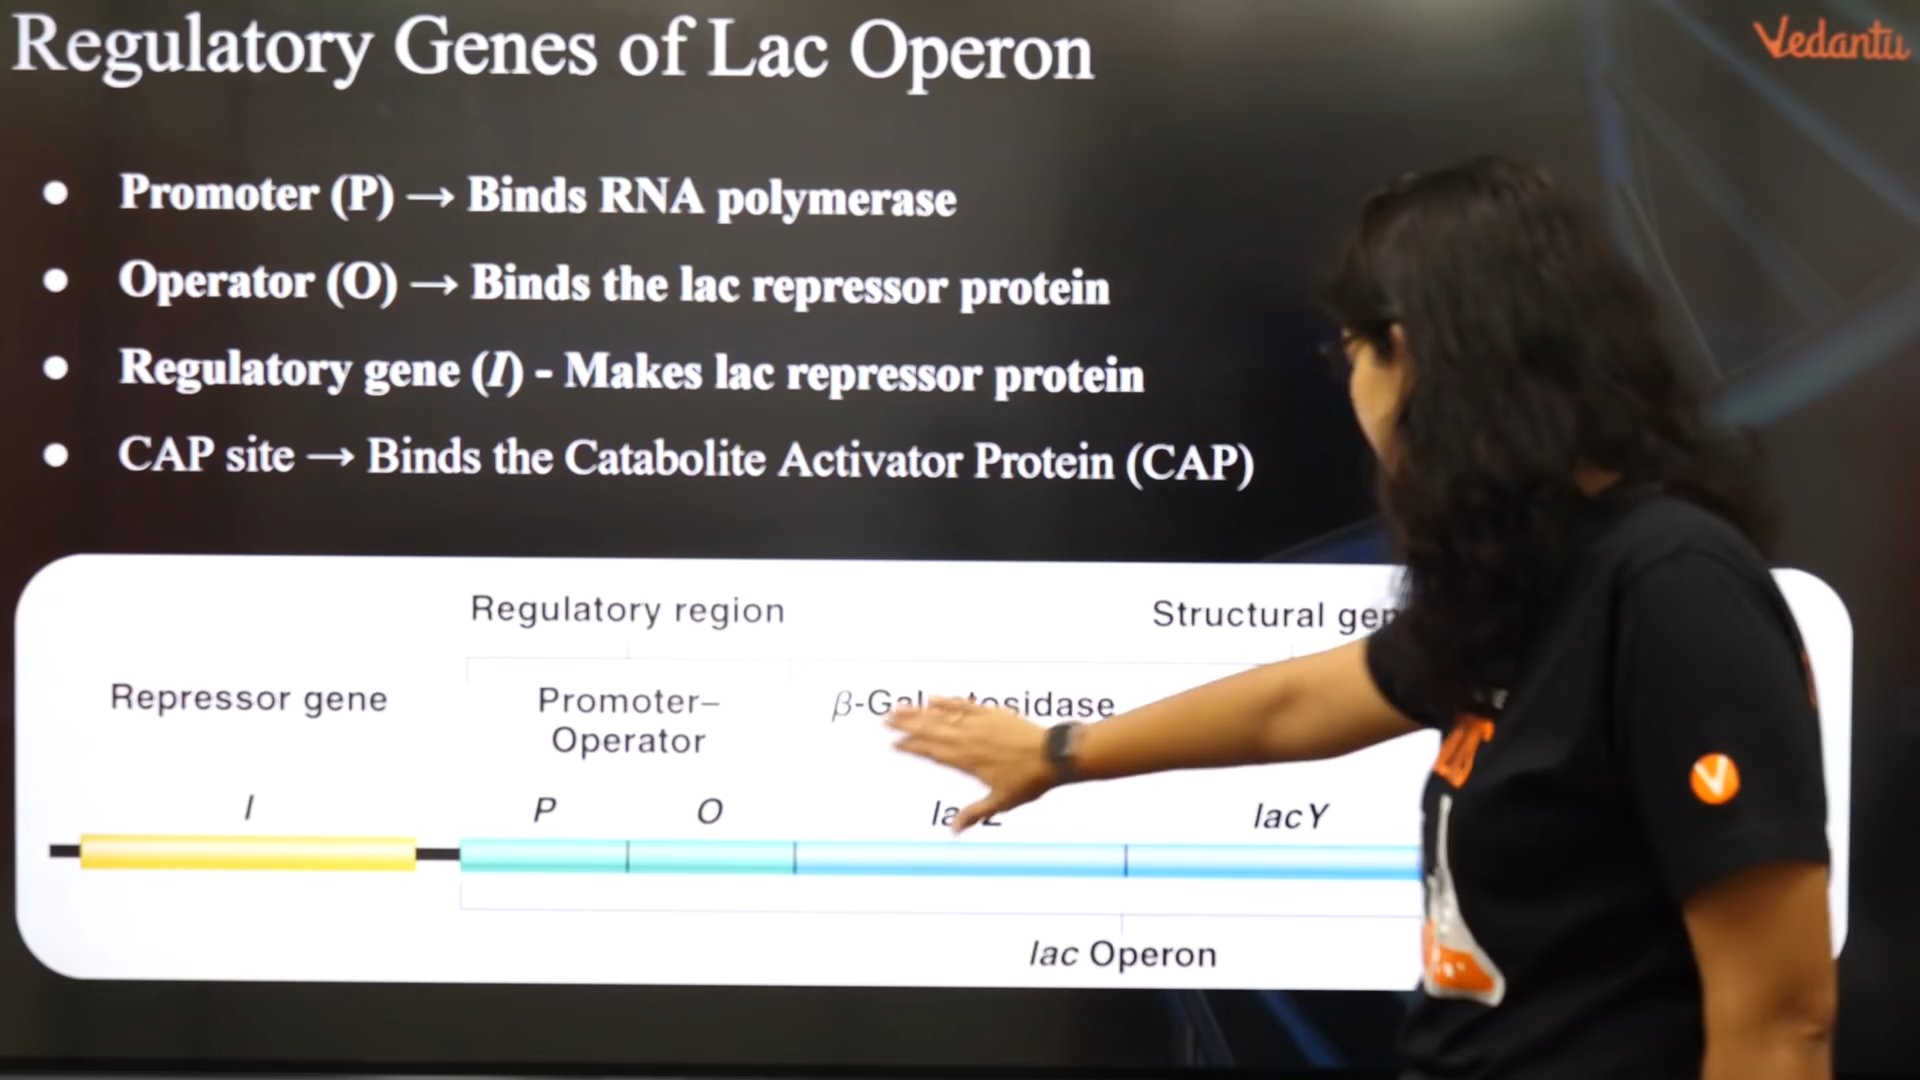 Regulatory Genes of Lac Operon
Vedantu
● Promoter (P) → Binds RNA polymerase
● Operator (O) → Binds the lac repressor protein
● Regulatory gene (I) - Makes lac repressor protein
● CAP site → Binds the Catabolite Activator Protein (CAP)
Regulatory region
Structural gen
Repressor gene
Promoter–
Operator
I
P
O
lacY
lac Operon
V